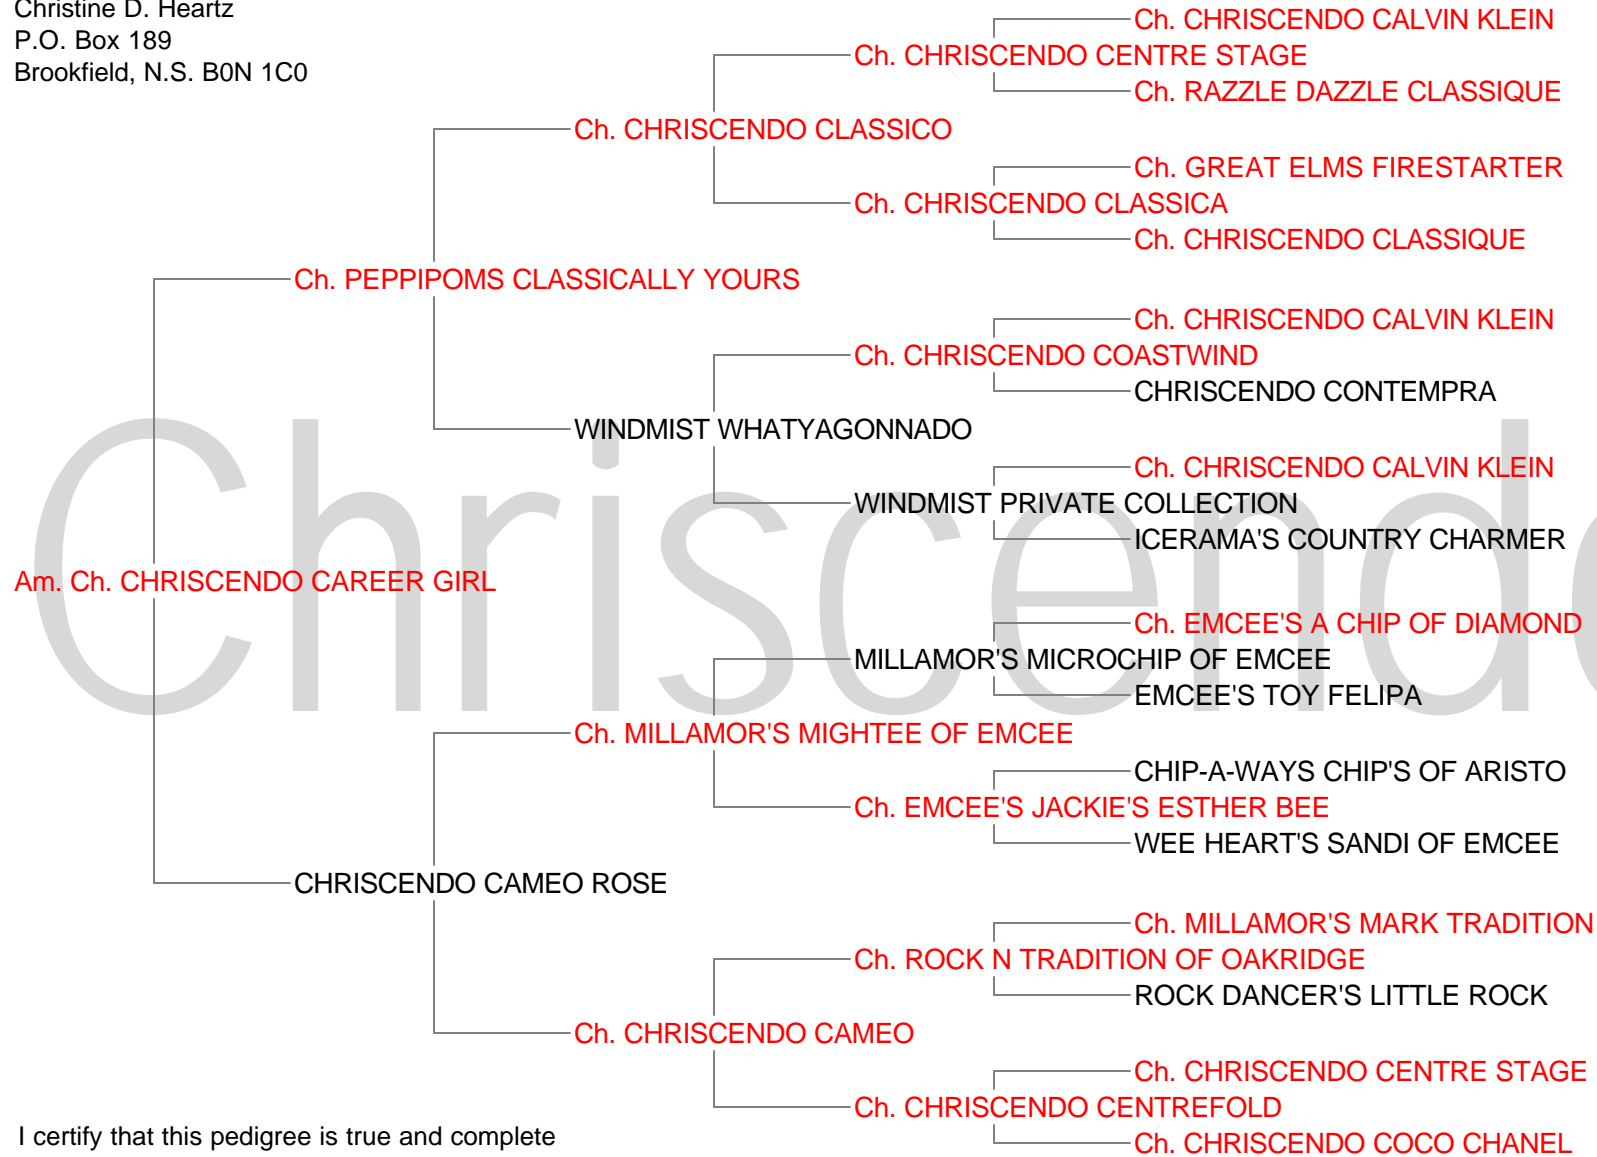 Christine D. Heartz
P.O. Box 189
Brookfield, N.S. B0N 1C0
Ch. CHRISCENDO CALVIN KLEIN
Ch. CHRISCENDO CENTRE STAGE
Ch. RAZZLE DAZZLE CLASSIQUE
Ch. CHRISCENDO CLASSICO
Ch. GREAT ELMS FIRESTARTER
Ch. CHRISCENDO CLASSICA
Ch. CHRISCENDO CLASSIQUE
Ch. PEPPIPOMS CLASSICALLY YOURS
Ch. CHRISCENDO CALVIN KLEIN
Ch. CHRISCENDO COASTWIND
CHRISCENDO CONTEMPRA
WINDMIST WHATYAGONNADO
Ch. CHRISCENDO CALVIN KLEIN
WINDMIST PRIVATE COLLECTION
ICERAMA'S COUNTRY CHARMER
Chriscendo
Am. Ch. CHRISCENDO CAREER GIRL
Ch. EMCEE'S A CHIP OF DIAMOND
MILLAMOR'S MICROCHIP OF EMCEE
EMCEE'S TOY FELIPA
Ch. MILLAMOR'S MIGHTEE OF EMCEE
CHIP-A-WAYS CHIP'S OF ARISTO
Ch. EMCEE'S JACKIE'S ESTHER BEE
WEE HEART'S SANDI OF EMCEE
CHRISCENDO CAMEO ROSE
Ch. MILLAMOR'S MARK TRADITION
Ch. ROCK N TRADITION OF OAKRIDGE
ROCK DANCER'S LITTLE ROCK
Ch. CHRISCENDO CAMEO
Ch. CHRISCENDO CENTRE STAGE
Ch. CHRISCENDO CENTREFOLD
Ch. CHRISCENDO COCO CHANEL
I certify that this pedigree is true and complete